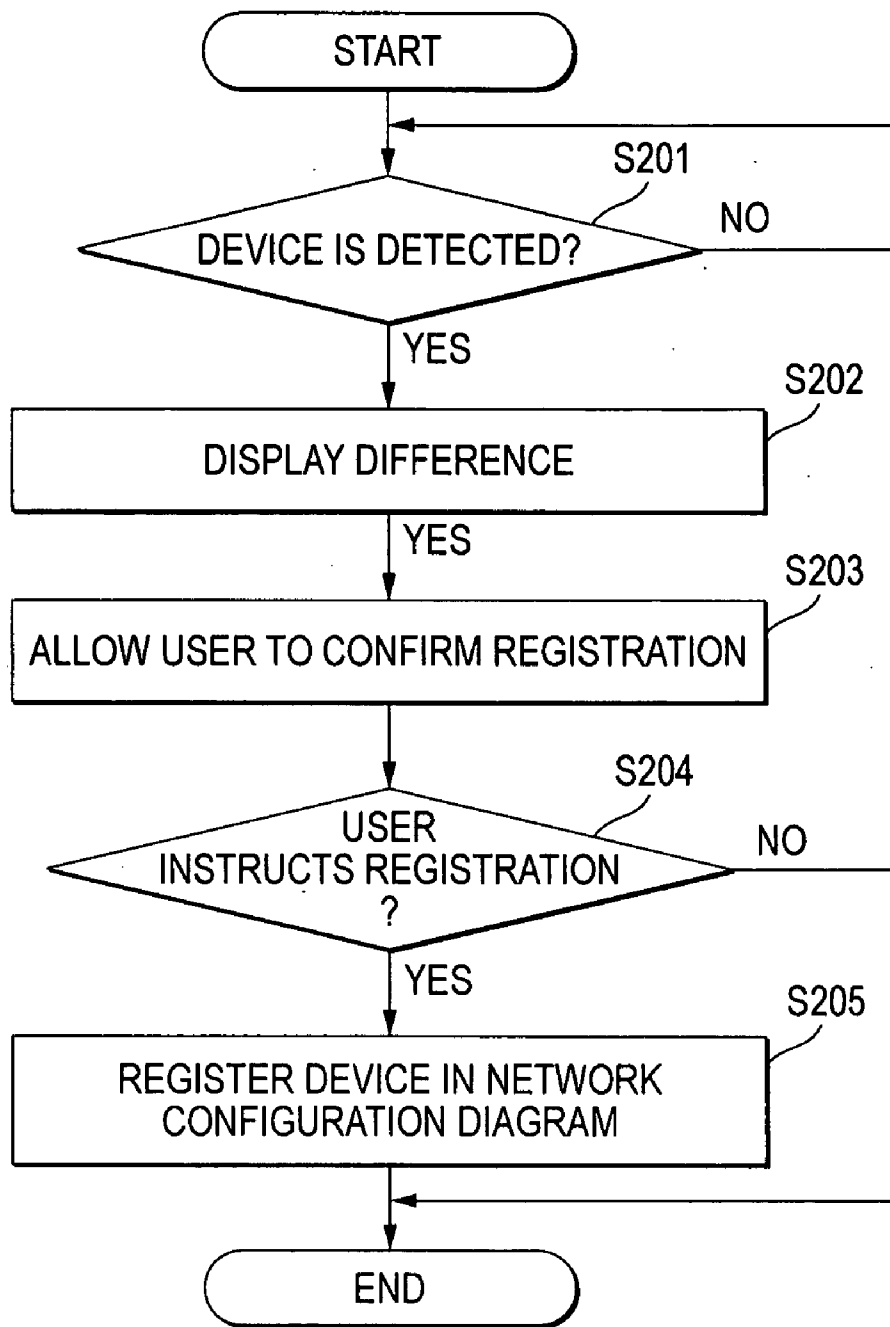 START
S201
DEVICE IS DETECTED?
NO
YES
S202
DISPLAY DIFFERENCE
YES
S203
ALLOW USER TO CONFIRM REGISTRATION
S204
USER
INSTRUCTS REGISTRATION
?
NO
YES
S205
REGISTER DEVICE IN NETWORK
CONFIGURATION DIAGRAM
END